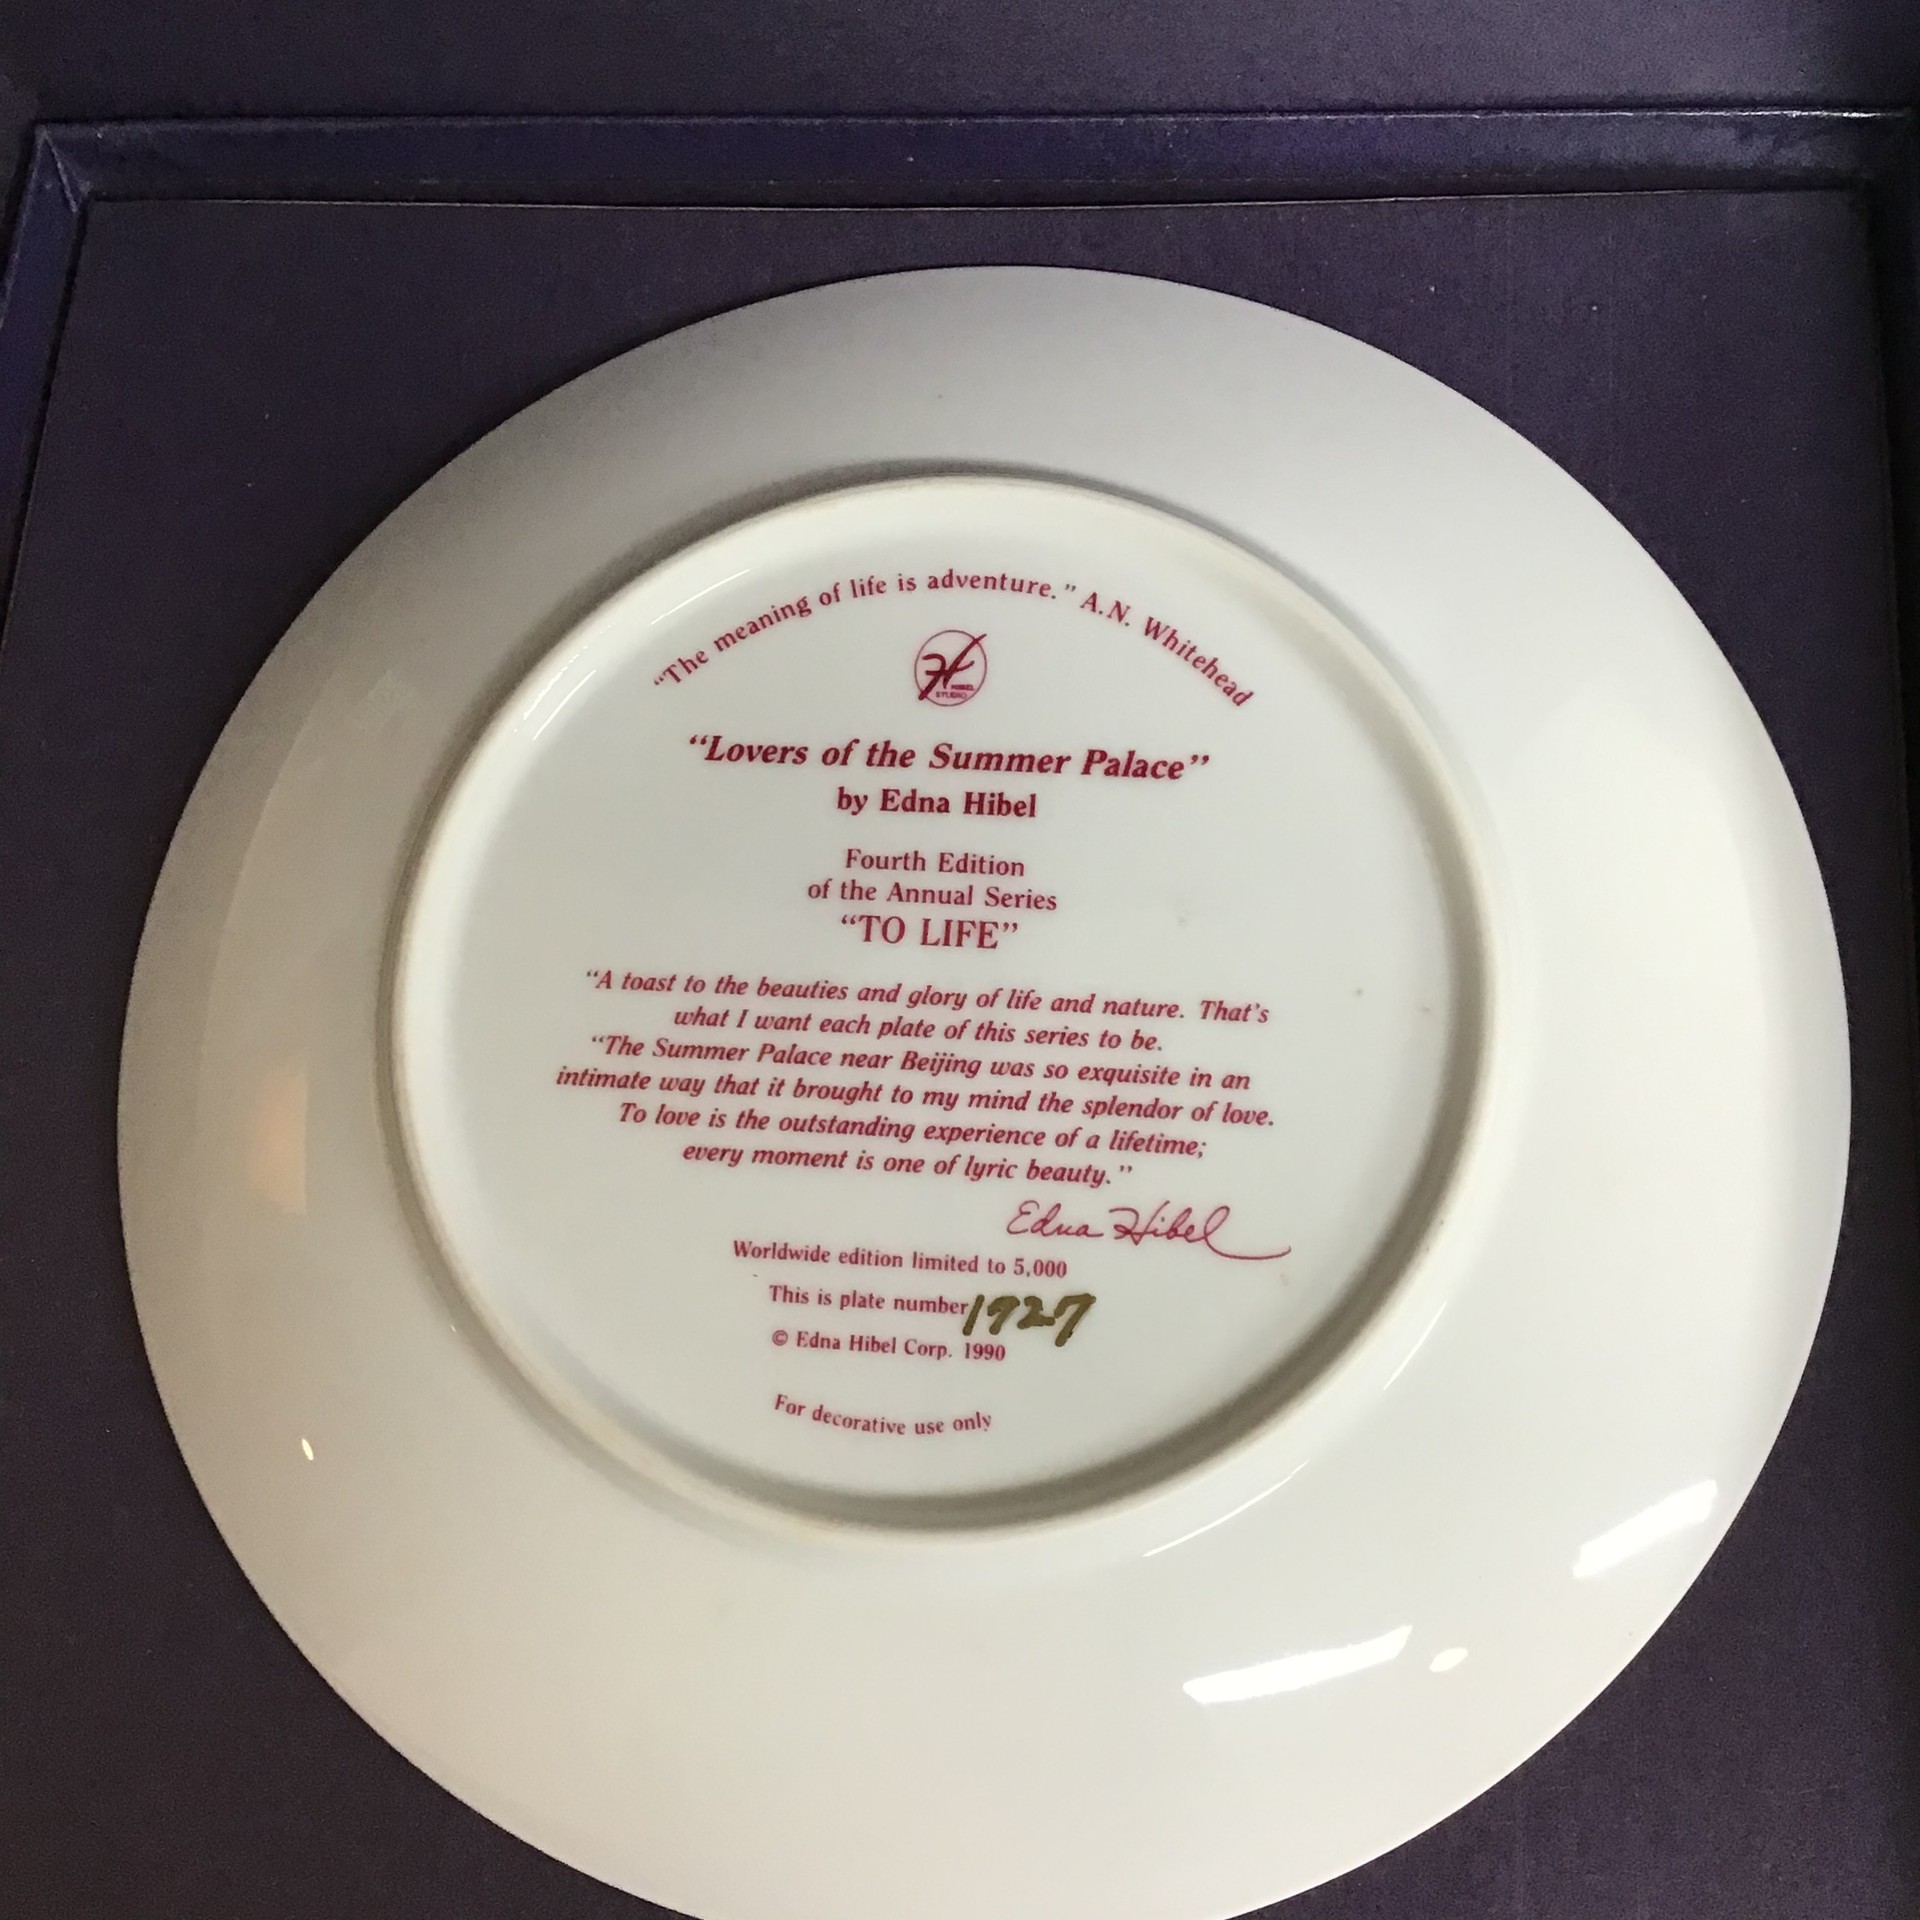 “The meaning of life is adventure.” A.N. Whitehead
H
HIBEL
STUDIO
“Lovers of the Summer Palace”
by Edna Hibel
Fourth Edition
of the Annual Series
“TO LIFE”
“A toast to the beauties and glory of life and nature. That's
what I want each plate of this series to be.
“The Summer Palace near Beijing was so exquisite in an
intimate way that it brought to my mind the splendor of love.
To love is the outstanding experience of a lifetime;
every moment is one of lyric beauty.”
Edna Hibel
Worldwide edition limited to 5,000
This is plate number 1927
© Edna Hibel Corp. 1990
For decorative use only